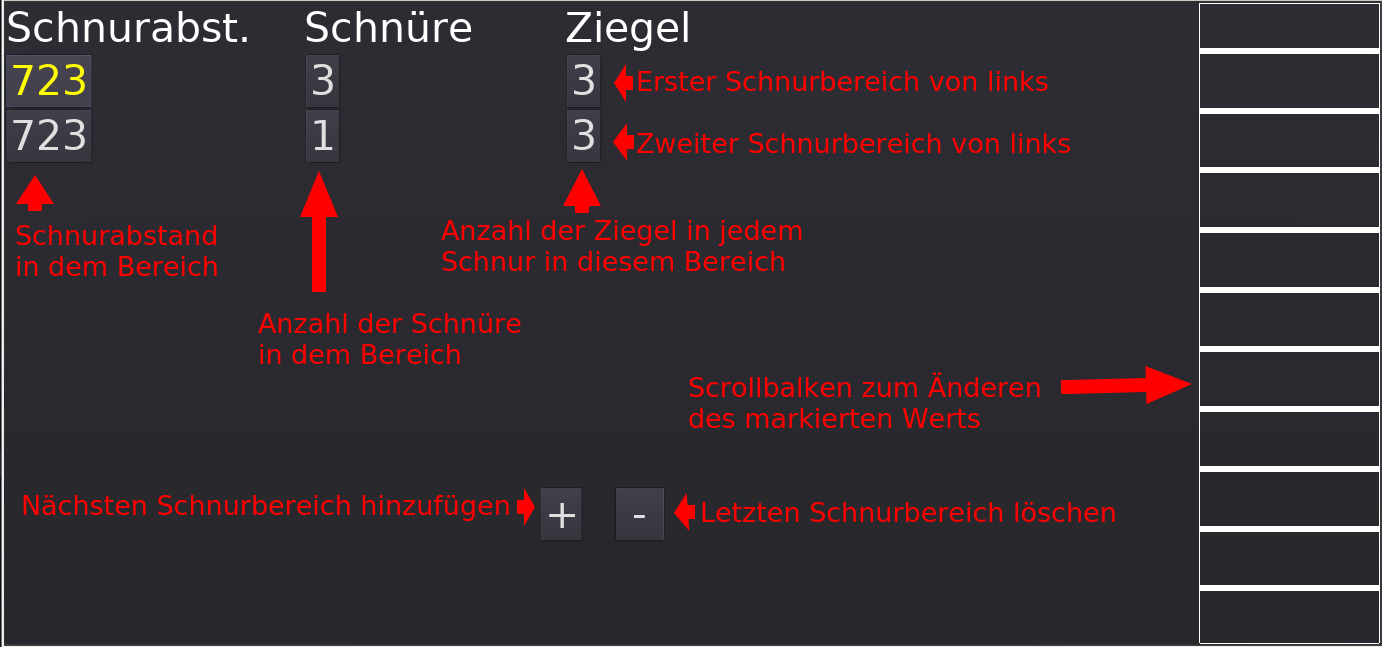 Schnurabst. Schnüre Ziegel
723 3 3 Erster Schnurbereich von links
723 1 3 Zweiter Schnurbereich von links
Schnurabstand
in dem Bereich
Anzahl der Ziegel in jedem
Schnur in diesem Bereich
Anzahl der Schnüre
in dem Bereich
Scrollbalken zum Änderen
des markierten Werts
Nächsten Schnurbereich hinzufügen + - Letzten Schnurbereich löschen